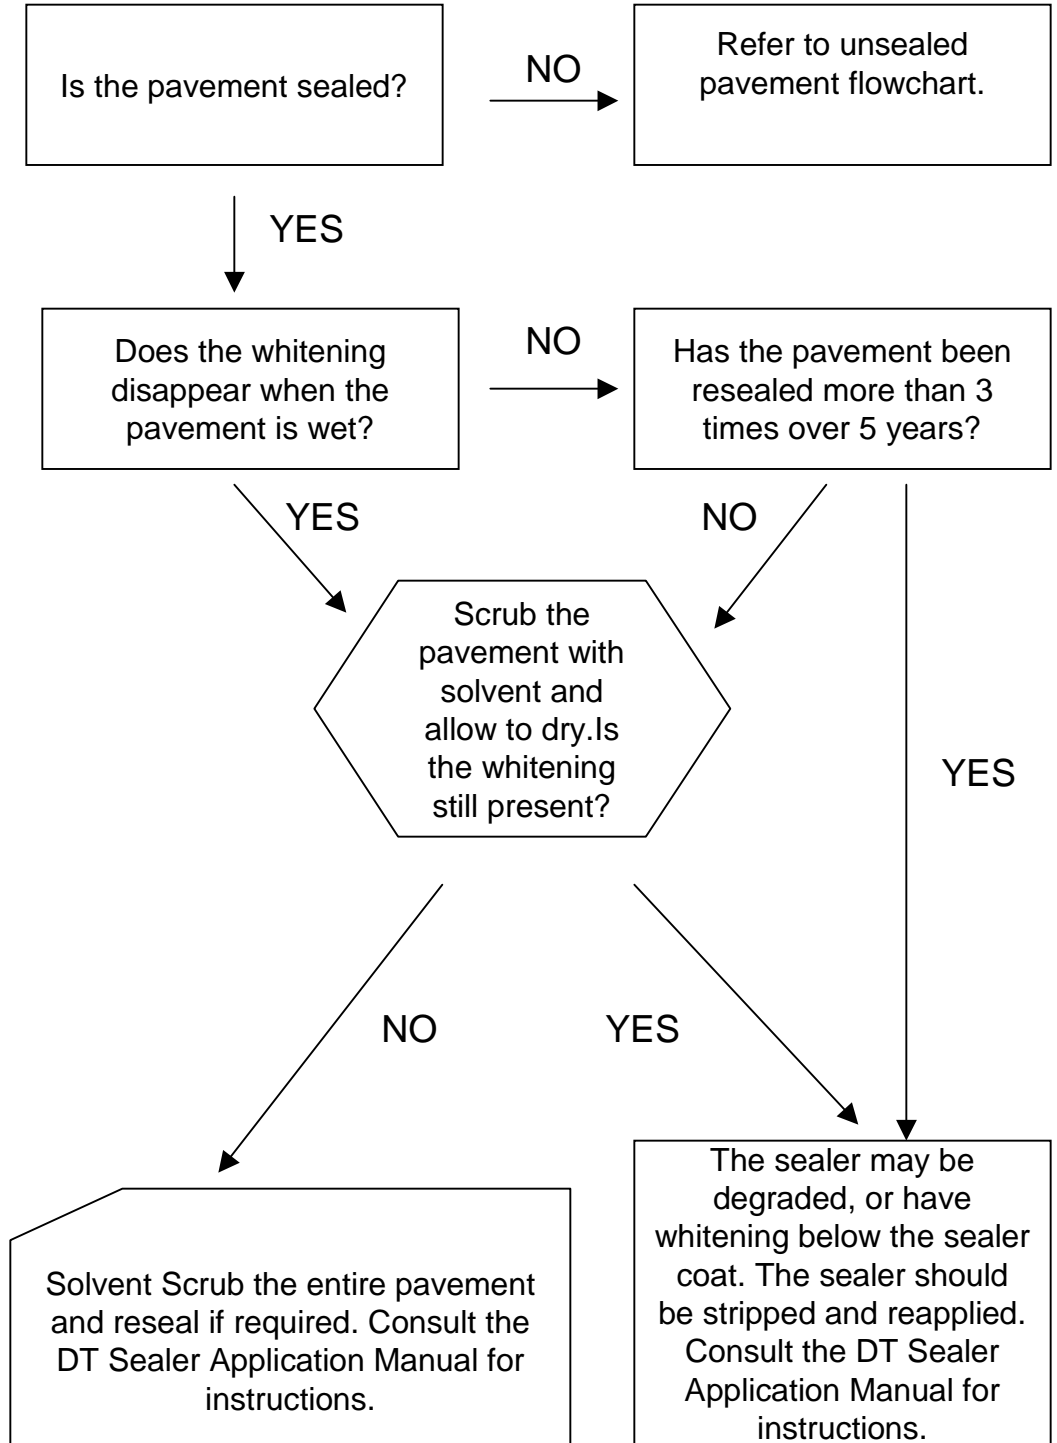 Is the pavement sealed?
NO
Refer to unsealed
pavement flowchart.
YES
Does the whitening
disappear when the
pavement is wet?
NO
Has the pavement been
resealed more than 3
times over 5 years?
YES
NO
Scrub the
pavement with
solvent and
allow to dry.Is
the whitening
still present?
YES
NO
YES
Solvent Scrub the entire pavement
and reseal if required. Consult the
DT Sealer Application Manual for
instructions.
The sealer may be
degraded, or have
whitening below the sealer
coat. The sealer should
be stripped and reapplied.
Consult the DT Sealer
Application Manual for
instructions.